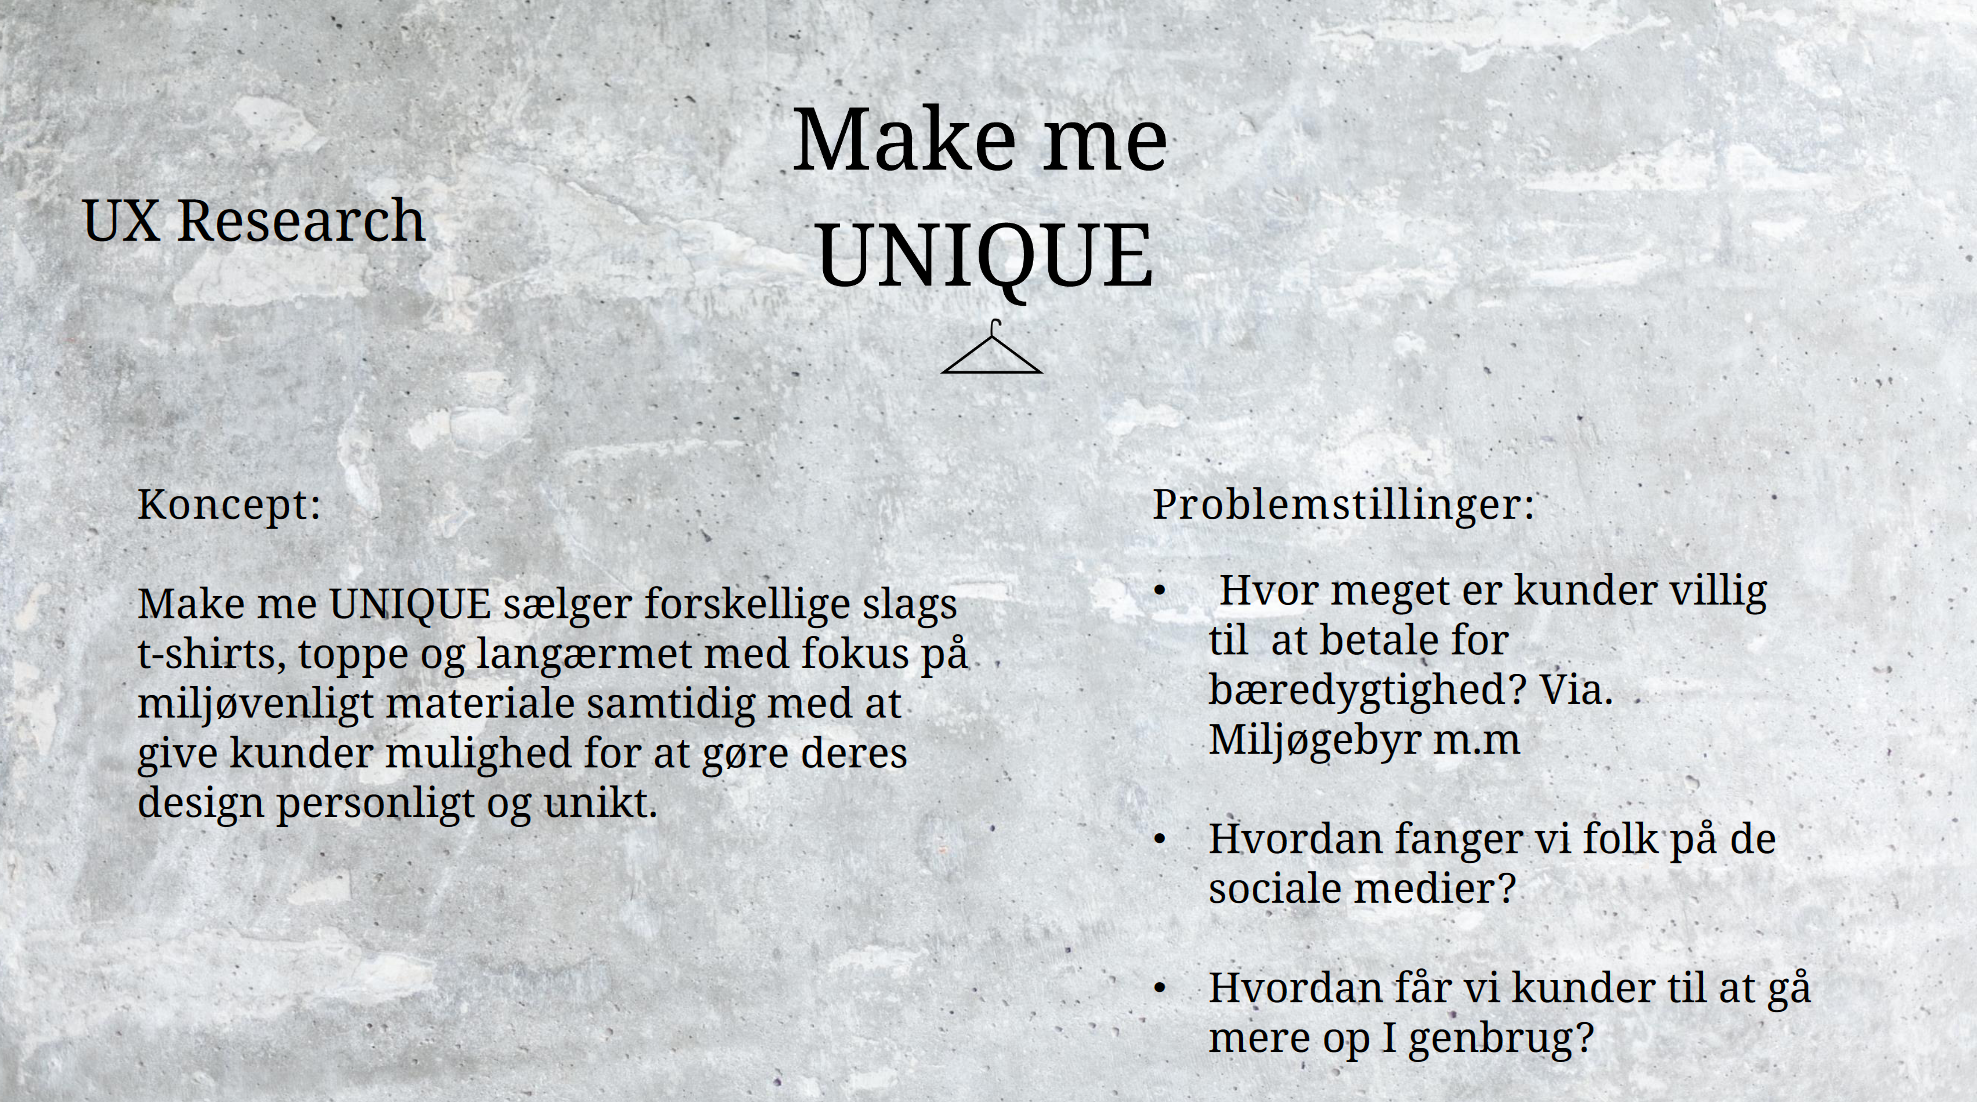 Make me
UNIQUE
UX Research
Koncept:
Make me UNIQUE sælger forskellige slags
t-shirts, toppe og langærmet med fokus på
miljøvenligt materiale samtidig med at
give kunder mulighed for at gøre deres
design personligt og unikt.
Problemstillinger:
• Hvor meget er kunder villig
til at betale for
bæredygtighed? Via.
Miljøgebyr m.m
• Hvordan fanger vi folk på de
sociale medier?
• Hvordan får vi kunder til at gå
mere op I genbrug?